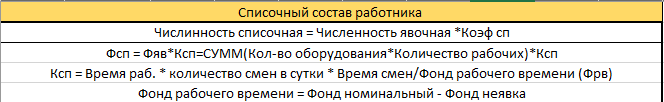 Списочный состав работника
Числинность списочная = Численность явочная *Коэф сп
Фсп = Фяв*Ксп=СУММ(Кол-во оборудования*Количество рабочих)*Ксп
Ксп = Время раб. * количество смен в сутки * Время смен/Фонд рабочего времени (Фрв)
Фонд рабочего времени = Фонд номинальный - Фонд неявка